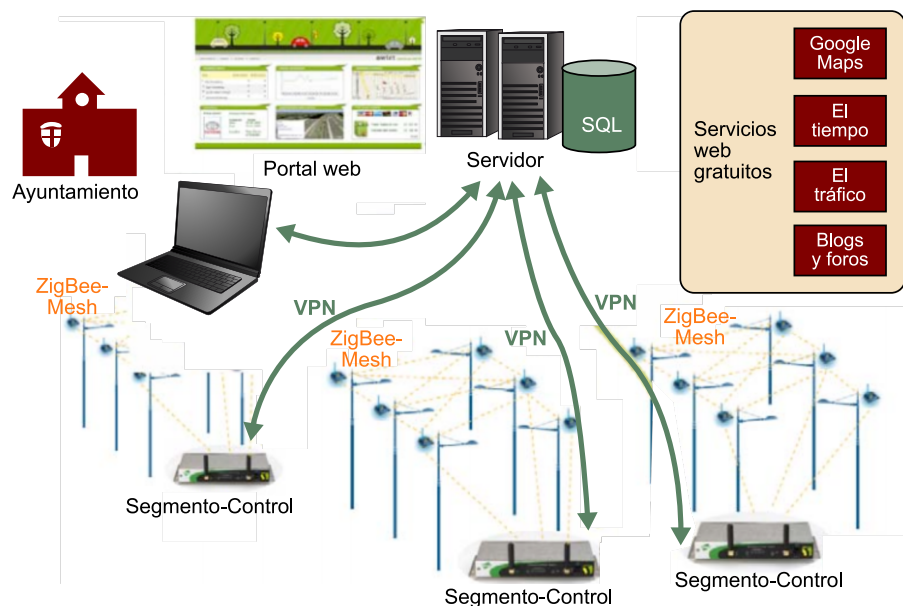 Google
Maps
El
tiempo
Servicios
web
gratuitos
El
tráfico
Blogs
y foros
SQL
Portal web
Servidor
Ayuntamiento
ZigBee-
Mesh
VPN
ZigBee-
Mesh
VPN
VPN
ZigBee-
Mesh
Segmento-Control
Segmento-Control
Segmento-Control